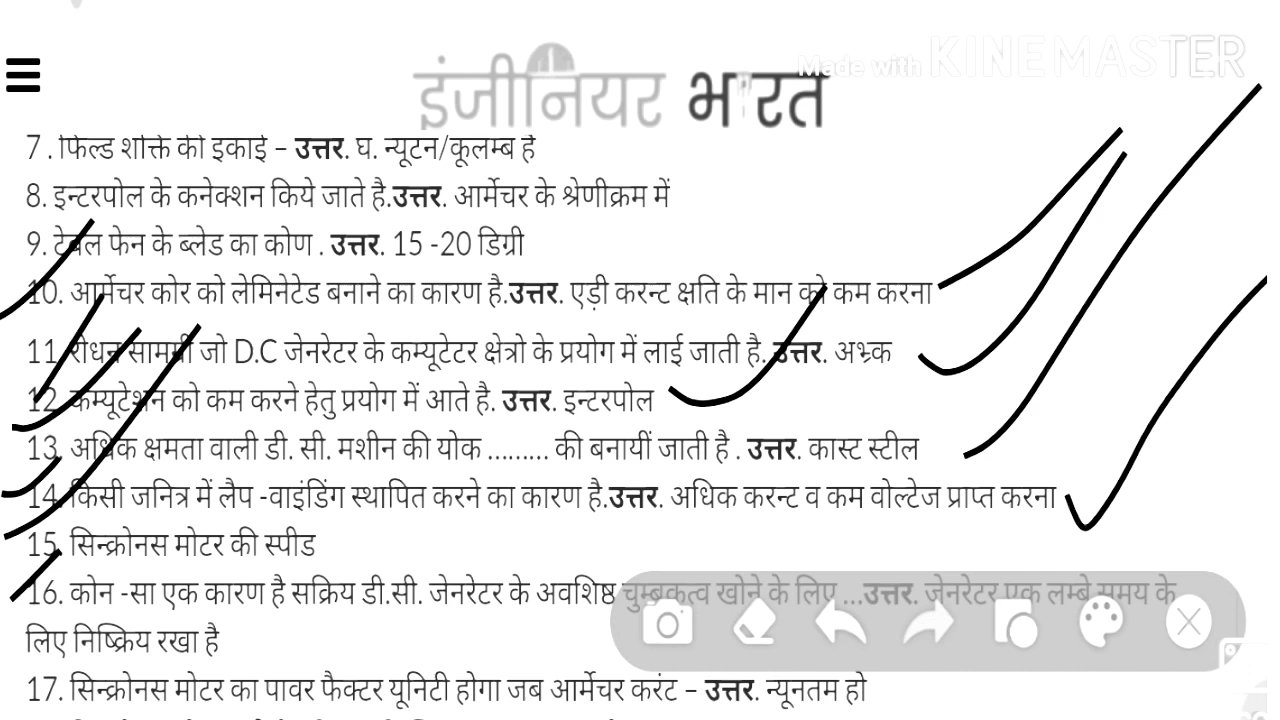 Made with KINEMASTER
इंजीनियर भारत
7 . फिल्ड शक्ति की इकाई – उत्तर. घ. न्यूटन/कूलम्ब है
8. इन्टरपोल के कनेक्शन किये जाते है.उत्तर. आर्मेचर के श्रेणीक्रम में
9. टेबल फेन के ब्लेड का कोण . उत्तर. 15 -20 डिग्री
10. आर्मेचर कोर को लेमिनेटेड बनाने का कारण है.उत्तर. एड़ी करन्ट क्षति के मान को कम करना
11. रोधन सामग्री जो D.C जेनरेटर के कम्यूटेटर क्षेत्रो के प्रयोग में लाई जाती है. उत्तर. अभ्र्क
12. कम्यूटेशन को कम करने हेतु प्रयोग में आते है. उत्तर. इन्टरपोल
13. अधिक क्षमता वाली डी. सी. मशीन की योक ......... की बनायीं जाती है . उत्तर. कास्ट स्टील
14. किसी जनित्र में लैप -वाइंडिंग स्थापित करने का कारण है.उत्तर. अधिक करन्ट व कम वोल्टेज प्राप्त करना
15. सिन्क्रोनस मोटर की स्पीड
16. कोन -सा एक कारण है सक्रिय डी.सी. जेनरेटर के अवशिष्ठ चुम्बकत्व खोने के लिए ...उत्तर. जेनरेटर एक लम्बे समय के
लिए निष्क्रिय रखा है
17. सिन्क्रोनस मोटर का पावर फैक्टर यूनिटी होगा जब आर्मेचर करंट – उत्तर. न्यूनतम हो